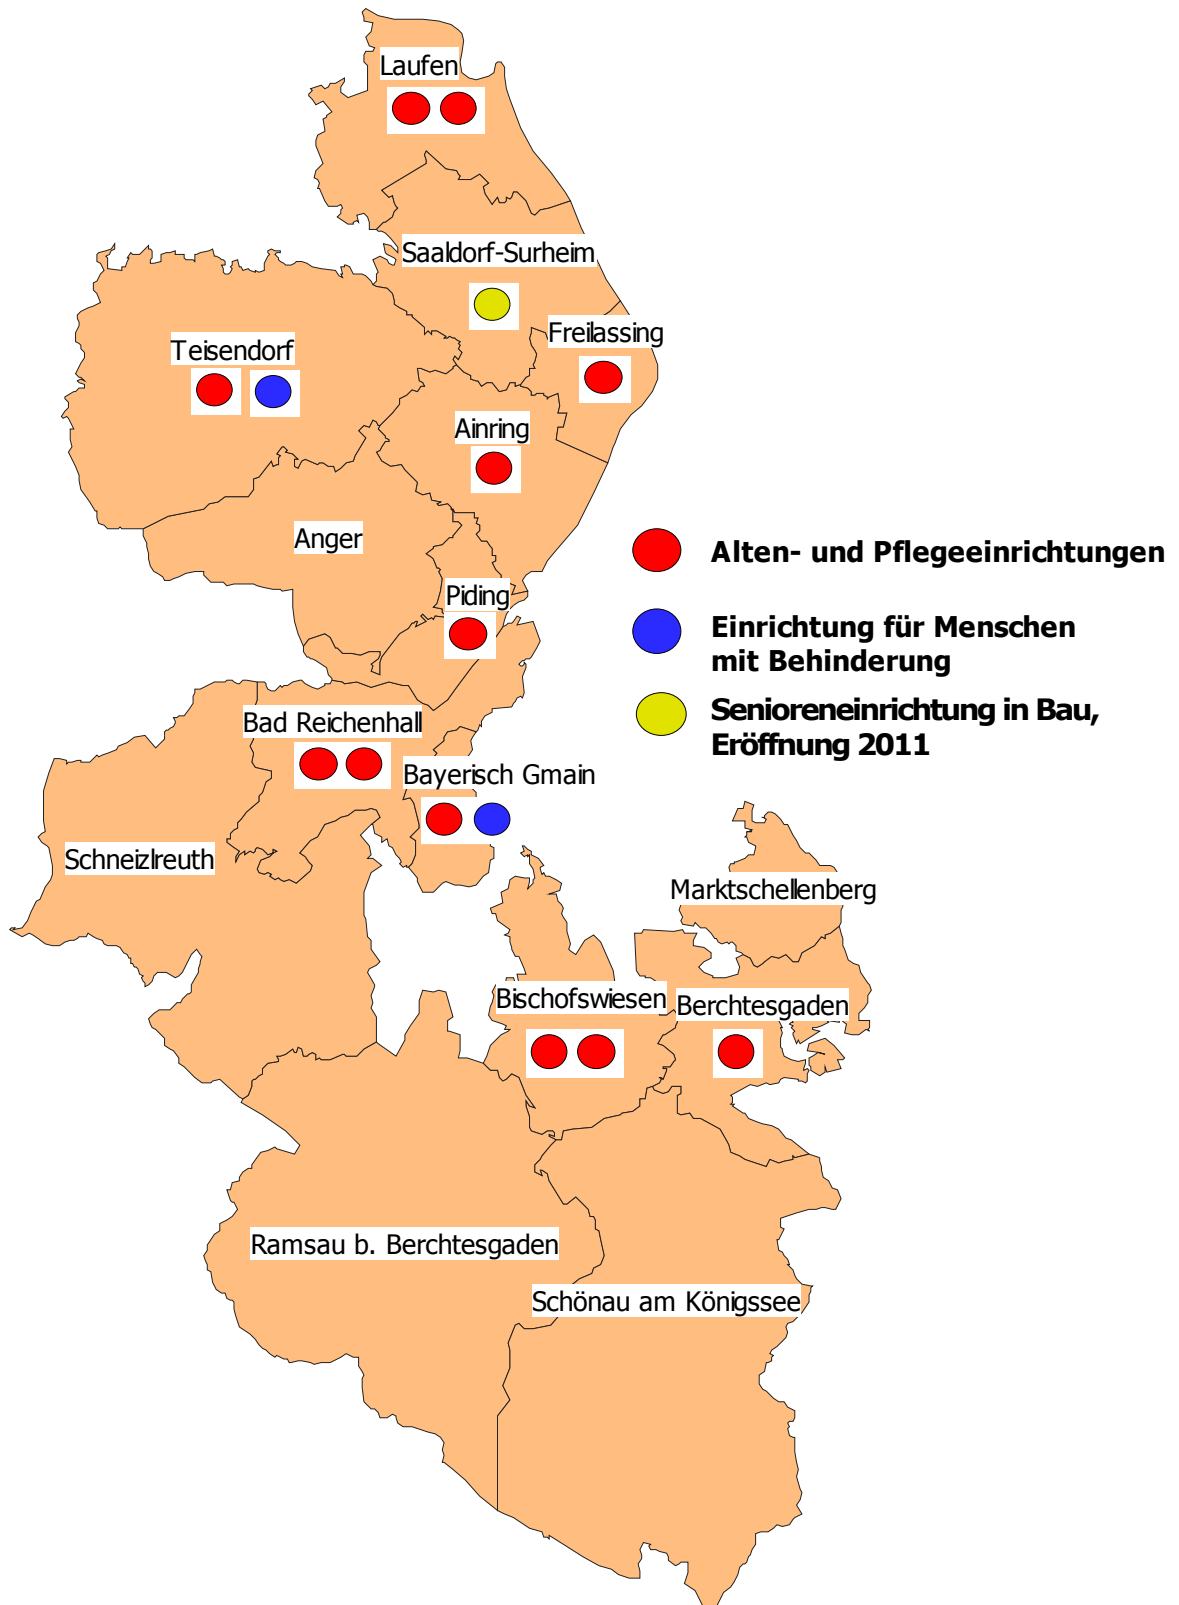 Laufen
Saaldorf-Surheim
Freilassing
Teisendorf
Ainring
Anger
Alten- und Pflegeeinrichtungen
Piding
Einrichtung für Menschen
mit Behinderung
Senioreneinrichtung in Bau,
Eröffnung 2011
Bad Reichenhall
Bayerisch Gmain
Schneizlreuth
Marktschellenberg
Bischofswiesen
Berchtesgaden
Ramsau b. Berchtesgaden
Schönau am Königssee